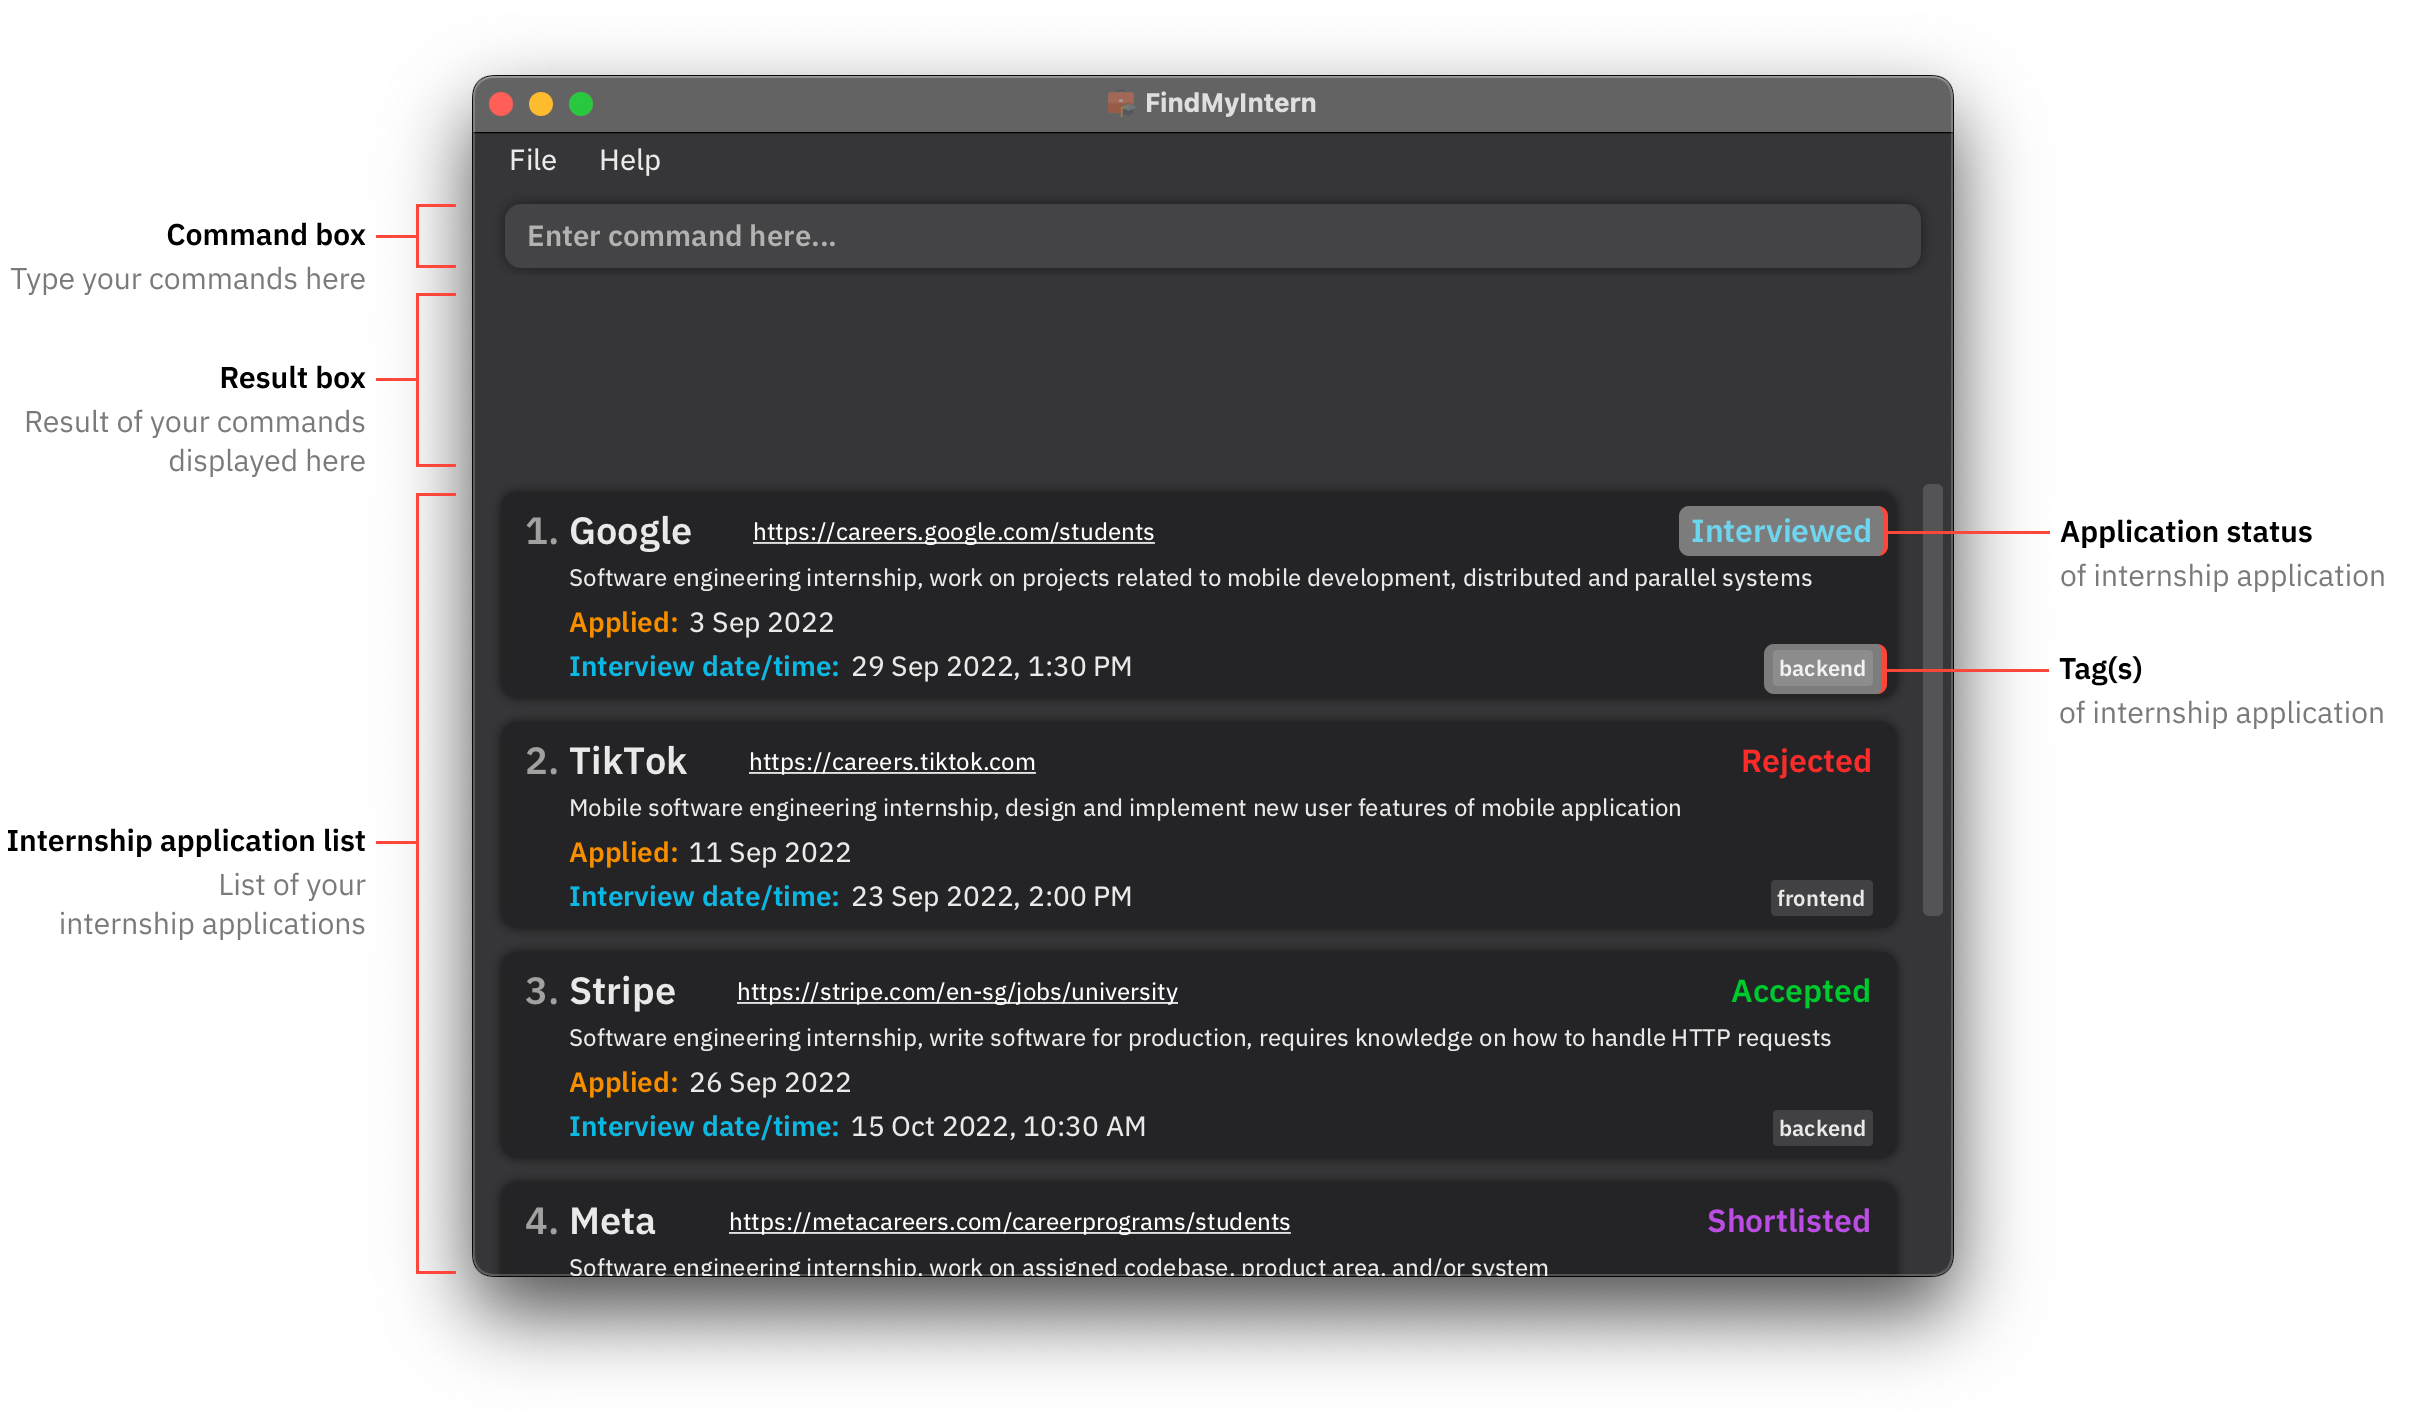 FindMyIntern
File Help
Command box
Type your commands here
Enter command here...
Result box
Result of your commands
displayed here
Internship application list
List of your
internship applications
1. Google https://careers.google.com/students Interviewed
Software engineering internship, work on projects related to mobile development, distributed and parallel systems
Applied: 3 Sep 2022
Interview date/time: 29 Sep 2022, 1:30 PM backend
Application status
of internship application
Tag(s)
of internship application
2. TikTok https://careers.tiktok.com Rejected
Mobile software engineering internship, design and implement new user features of mobile application
Applied: 11 Sep 2022
Interview date/time: 23 Sep 2022, 2:00 PM frontend
3. Stripe https://stripe.com/en-sg/jobs/university Accepted
Software engineering internship, write software for production, requires knowledge on how to handle HTTP requests
Applied: 26 Sep 2022
Interview date/time: 15 Oct 2022, 10:30 AM backend
4. Meta https://metacareers.com/careerprograms/students Shortlisted
Software engineering internship, work on assigned codebase, product area, and/or system